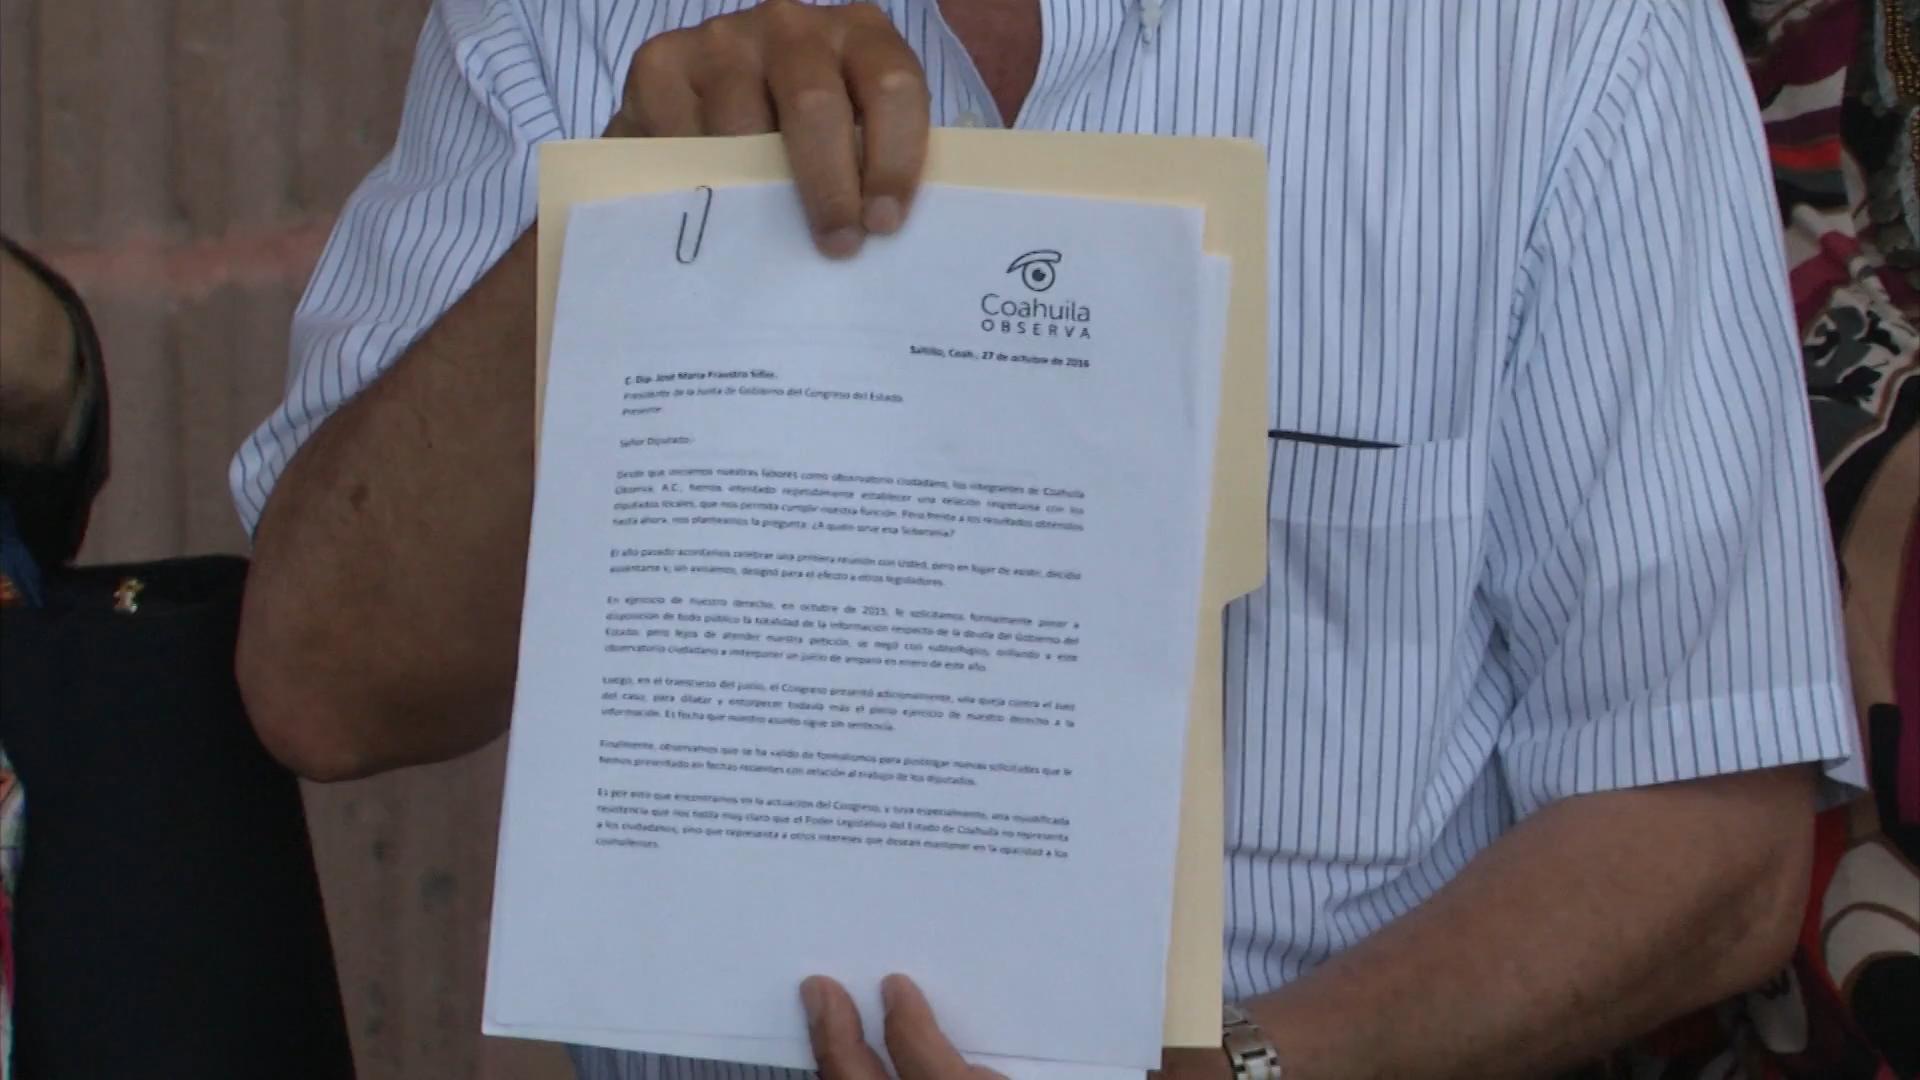 Coahuila
OBSERVA
Saltillo, Coah., 27 de octubre de 2016
C. Dip. José María Fraustro Siller.
Presidente de la Junta de Gobierno del Congreso del Estado.
Presente.
Señor Diputado:
Desde que iniciamos nuestras labores como observatorio ciudadano, los integrantes de Coahuila
Observa, A.C., hemos intentado repetidamente establecer una relación respetuosa con los
diputados locales, que nos permita cumplir nuestra función. Pero frente a los resultados obtenidos
hasta ahora, nos planteamos la pregunta: ¿A quién sirve esa Soberanía?
El año pasado acordamos celebrar una primera reunión con Usted, pero en lugar de asistir, decidió
ausentarse y, sin avisarnos, designó para el efecto a otros legisladores.
En ejercicio de nuestro derecho, en octubre de 2015, le solicitamos formalmente poner a
disposición de todo público la totalidad de la información respecto de la deuda del Gobierno del
Estado, pero lejos de atender nuestra petición, se negó con subterfugios, orillando a este
observatorio ciudadano a interponer un juicio de amparo en enero de este año.
Luego, en el transcurso del juicio, el Congreso presentó adicionalmente, una queja contra el juez
del caso, para dilatar y entorpecer todavía más el pleno ejercicio de nuestro derecho a la
información. Es fecha que nuestro asunto sigue sin sentencia.
Finalmente, observamos que se ha valido de formalismos para postergar nuevas solicitudes que le
hemos presentado en fechas recientes con relación al trabajo de los diputados.
Es por esto que encontramos en la actuación del Congreso, y suya especialmente, una injustificada
resistencia que nos habla muy claro que el Poder Legislativo del Estado de Coahuila no representa
a los ciudadanos, sino que representa a otros intereses que desean mantener en la opacidad a los
coahuilenses.